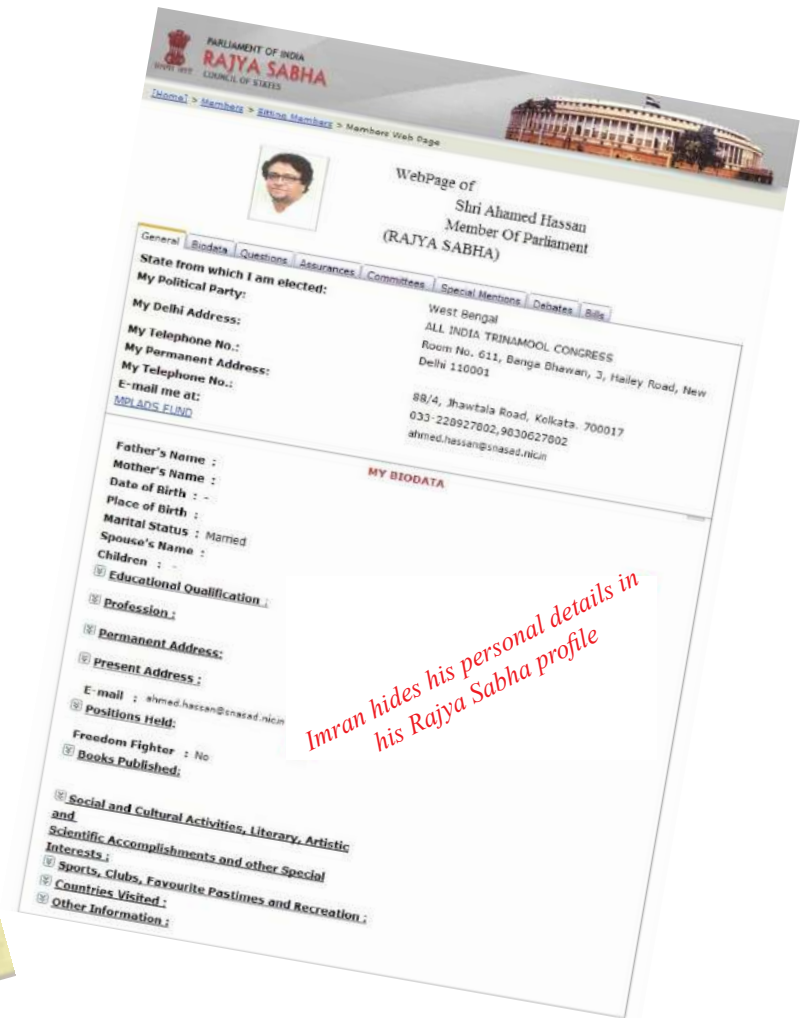 PARLIAMENT OF INDIA
RAJYA SABHA
COUNCIL OF STATES
[Home] > Members > Sitting Members > Members Web Page
WebPage of
Shri Ahamed Hassan
Member Of Parliament
(RAJYA SABHA)
General Biodata Questions Assurances Committees Special Mentions Debates Bills
State from which I am elected: West Bengal
My Political Party: ALL INDIA TRINAMOOL CONGRESS
My Delhi Address: Room No. 611, Banga Bhawan, 3, Hailey Road, New
Delhi 110001
My Telephone No.:
My Permanent Address: 88/4, Jhawtala Road, Kolkata. 700017
My Telephone No.: 033-228927802,9830627802
E-mail me at: ahmed.hassan@snasad.nic.in
MPLADS FUND
MY BIODATA
Father's Name :
Mother's Name :
Date of Birth : -
Place of Birth :
Marital Status : Married
Spouse's Name :
Children : -
Educational Qualification :
Profession :
Permanent Address:
Present Address :
E-mail : ahmed.hassan@snasad.nic.in
Positions Held:
Freedom Fighter : No
Books Published:
Social and Cultural Activities, Literary, Artistic
and
Scientific Accomplishments and other Special
Interests :
Sports, Clubs, Favourite Pastimes and Recreation :
Countries Visited :
Other Information :
Imran hides his personal details in
his Rajya Sabha profile